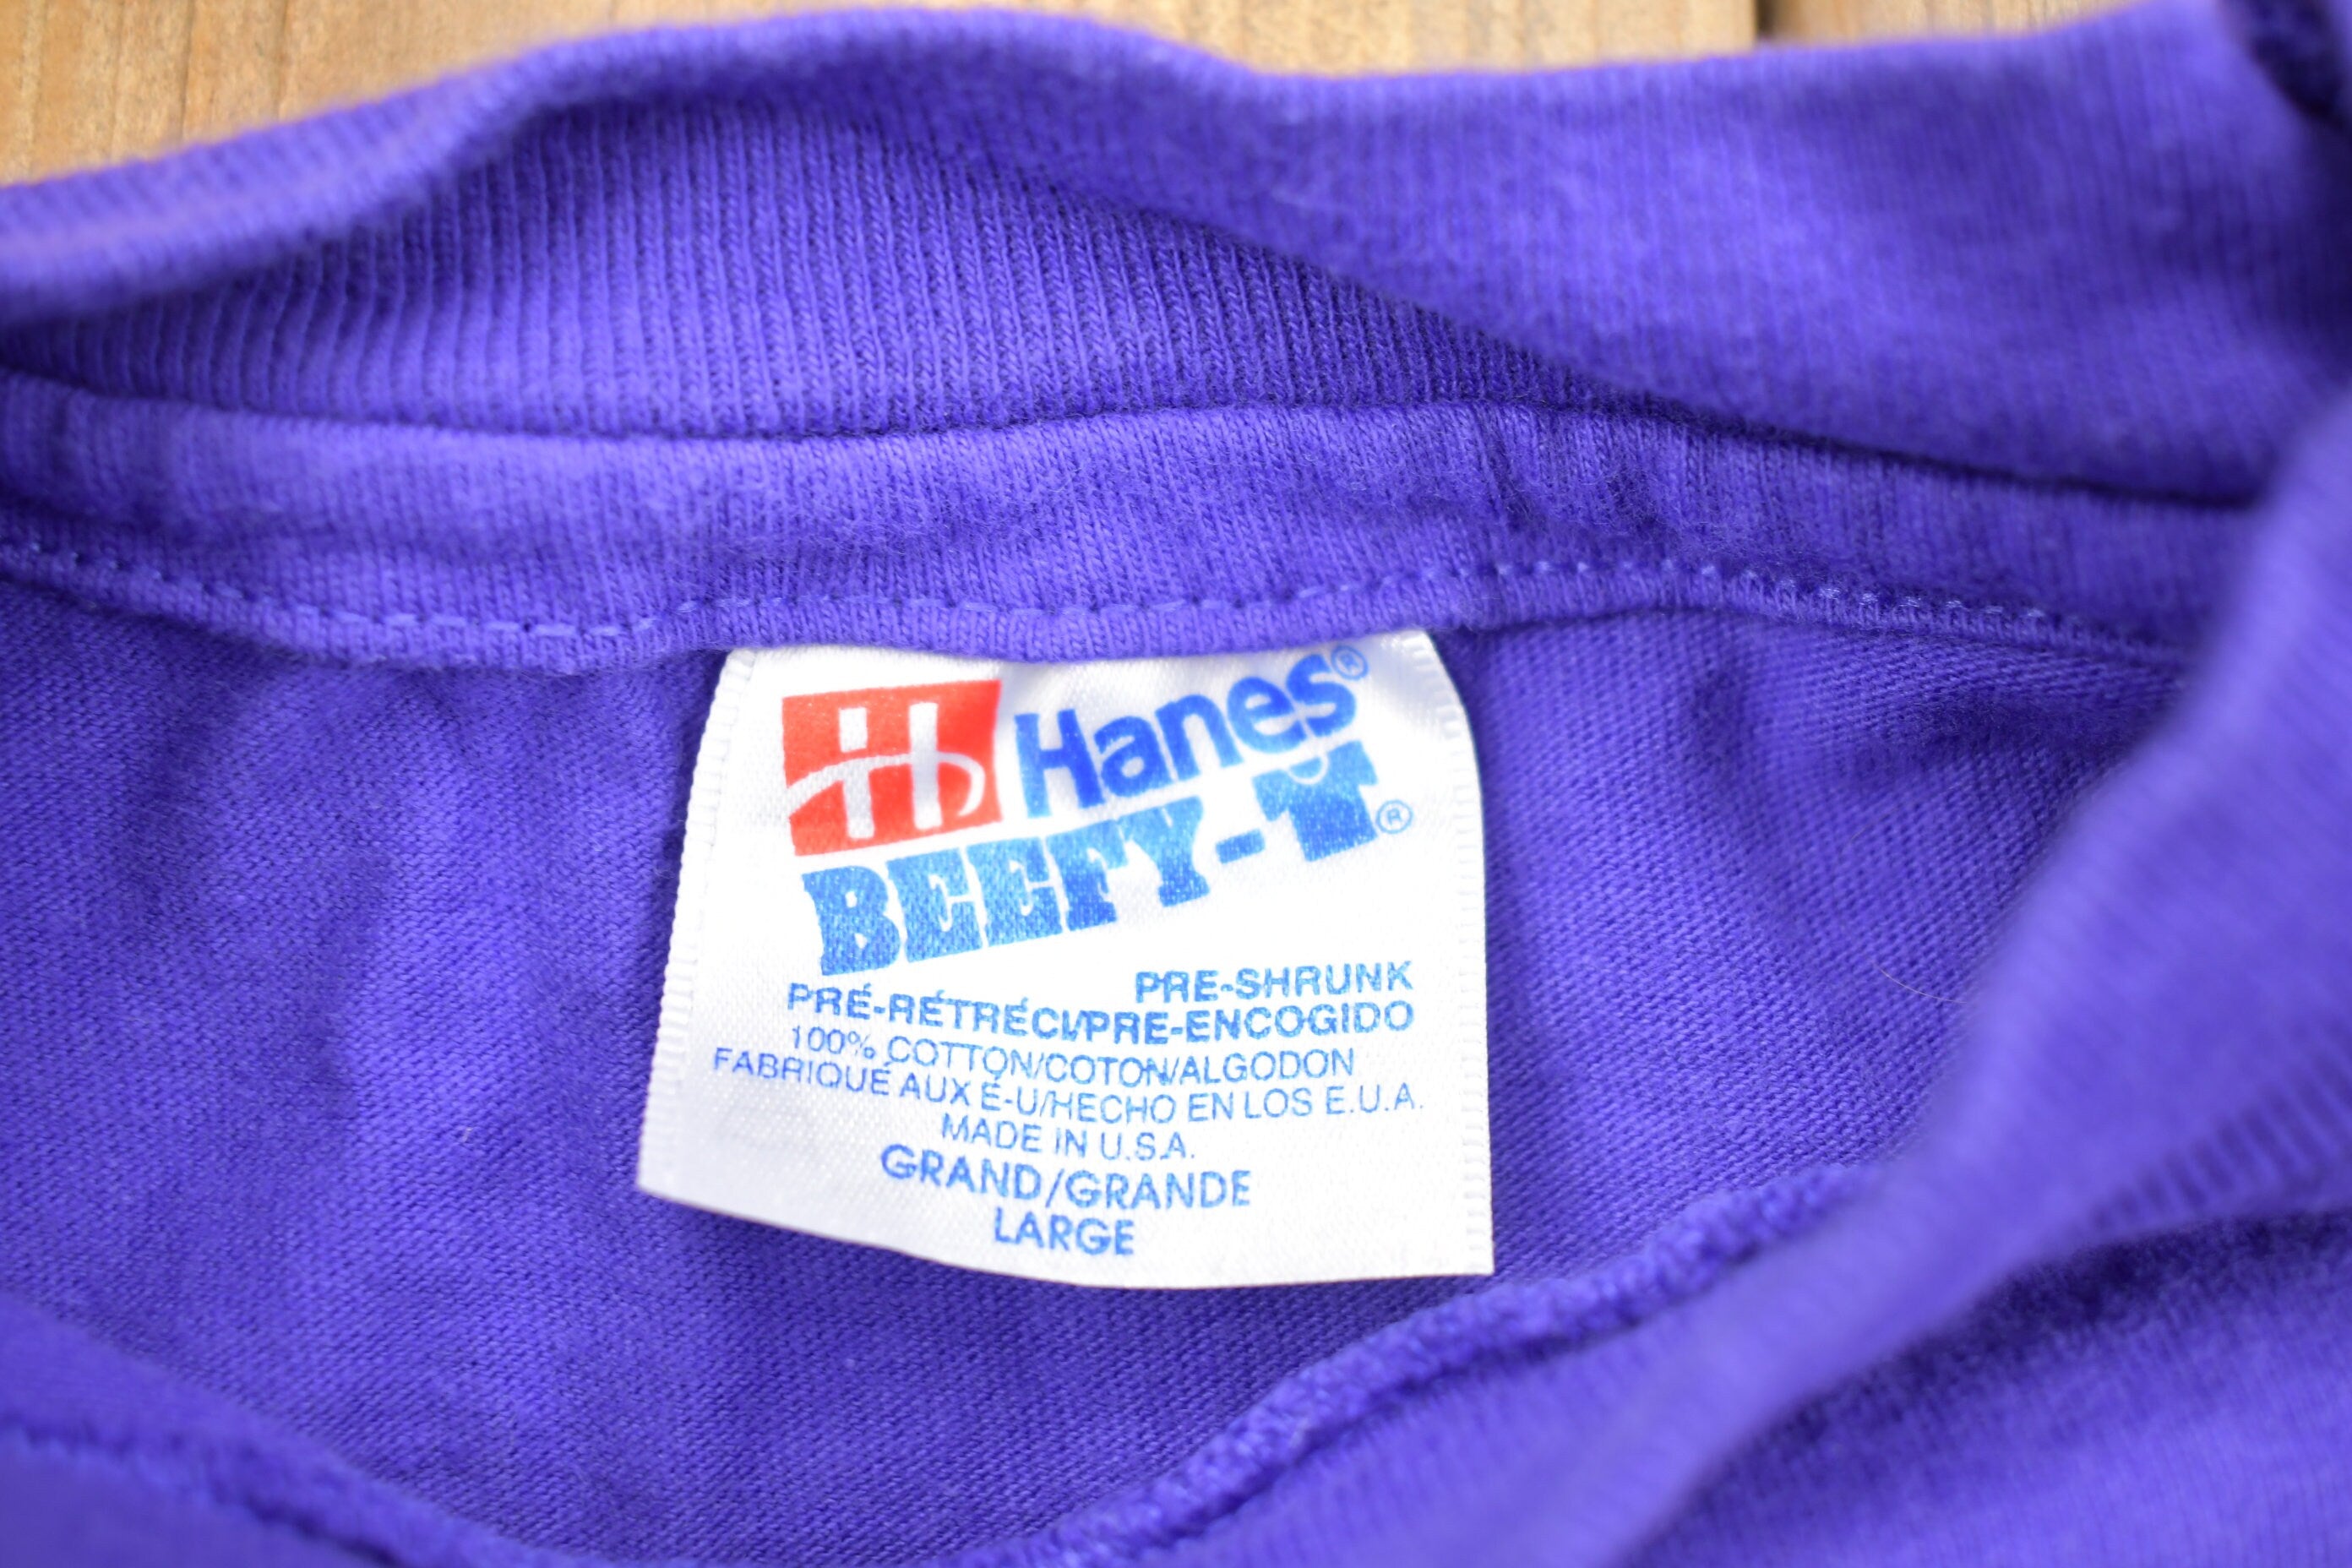 H Hanes®
BEEFY-T®
PRE-SHRUNK
PRÉ-RÉTRÉCI/PRE-ENCOGIDO
100% COTTON/COTON/ALGODON
FABRIQUÉ AUX É-U/HECHO EN LOS E.U.A.
MADE IN U.S.A.
GRAND/GRANDE
LARGE